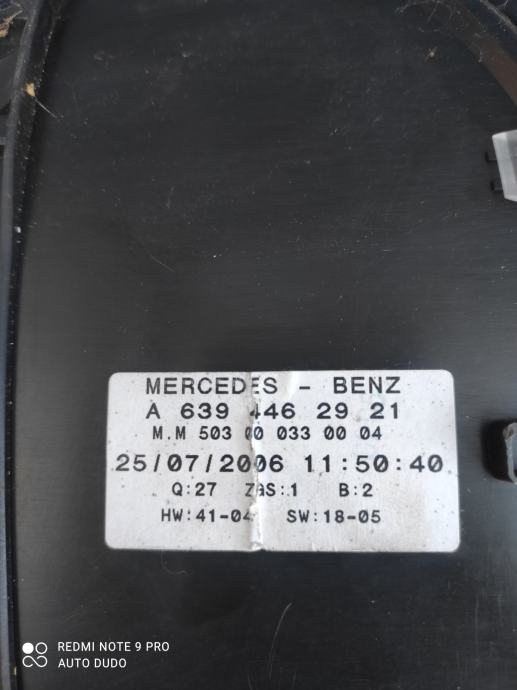 MERCEDES - BENZ
A 639 446 29 21
M.M 503 00 033 00 04
25/07/2006 11:50:40
Q:27 ZGS:1 B:2
HW:41-04 SW:18-05
REDMI NOTE 9 PRO
AUTO DUDO